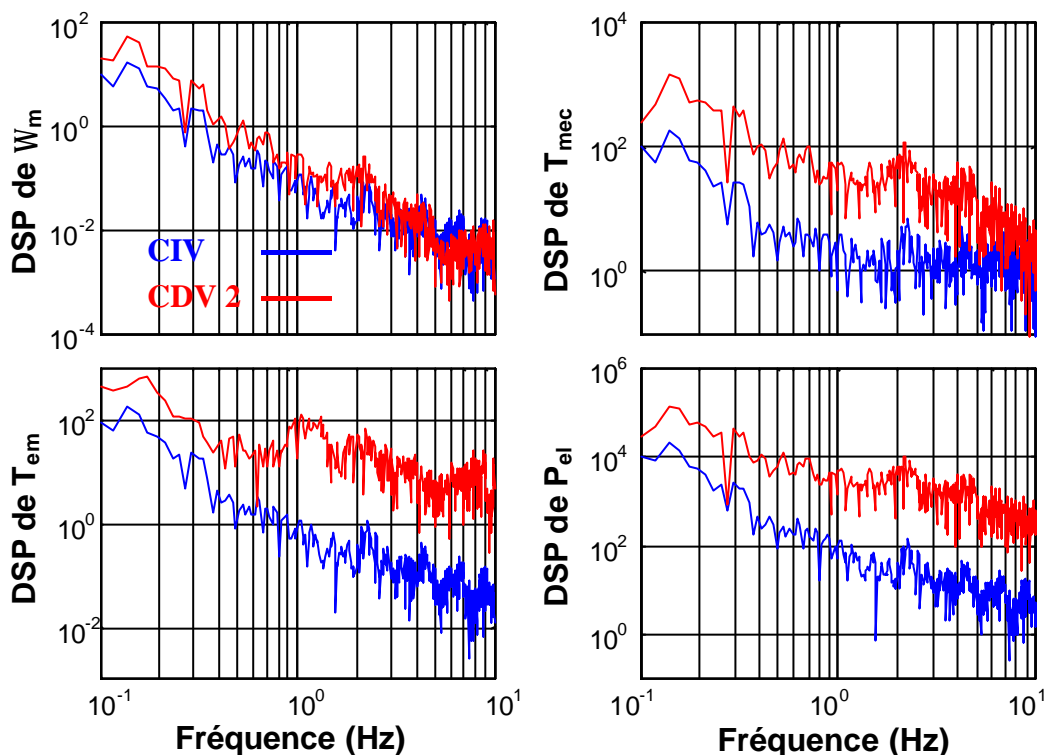 10^2
10^0
10^-2
10^-4
DSP de W_m
CIV
CDV 2
10^4
10^2
10^0
DSP de T_mec
10^2
10^0
10^-2
DSP de T_em
10^-1
10^0
10^1
Fréquence (Hz)
10^6
10^4
10^2
10^0
DSP de P_el
10^-1
10^0
10^1
Fréquence (Hz)